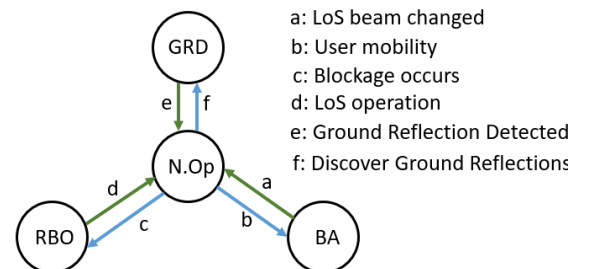 GRD
a: LoS beam changed
b: User mobility
c: Blockage occurs
d: LoS operation
e: Ground Reflection Detected
f: Discover Ground Reflections
e
f
N.Op
d
c
a
b
RBO
BA